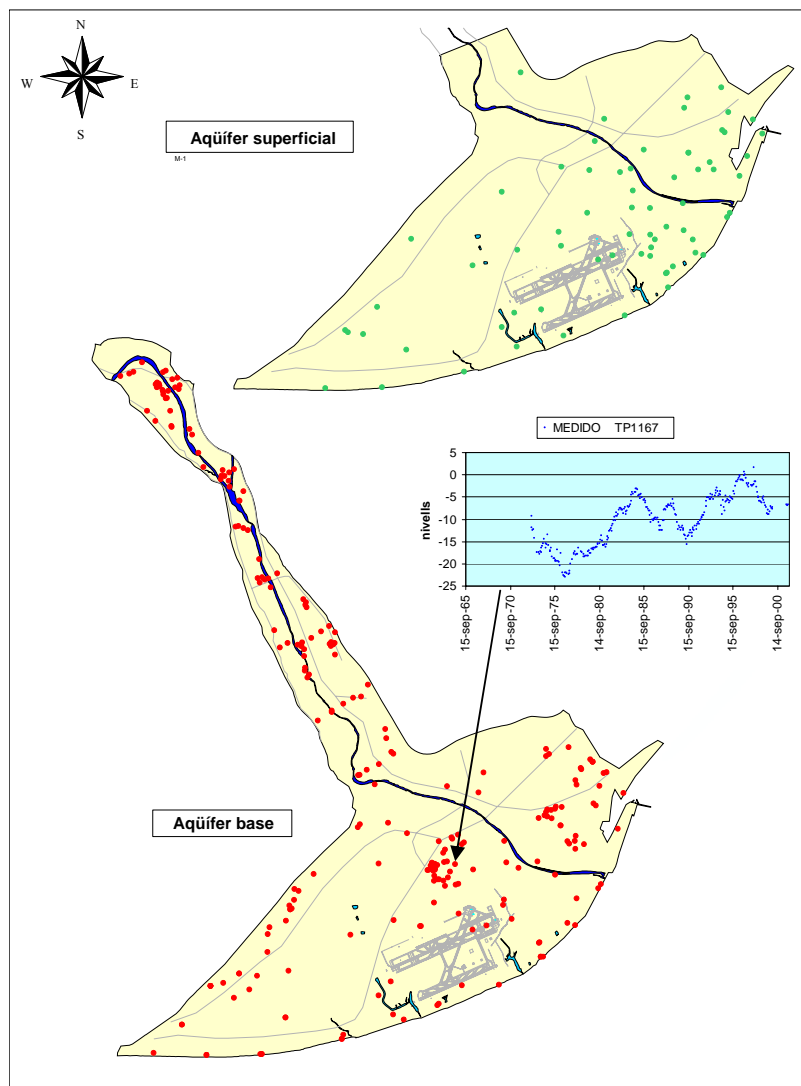 N
W
E
S
Aqüífer superficial
M-1
MEDIDO TP1167
5
0
-5
-10
-15
-20
-25
nivells
15-sep-65
15-sep-70
15-sep-75
14-sep-80
15-sep-85
15-sep-90
15-sep-95
14-sep-00
Aqüífer base